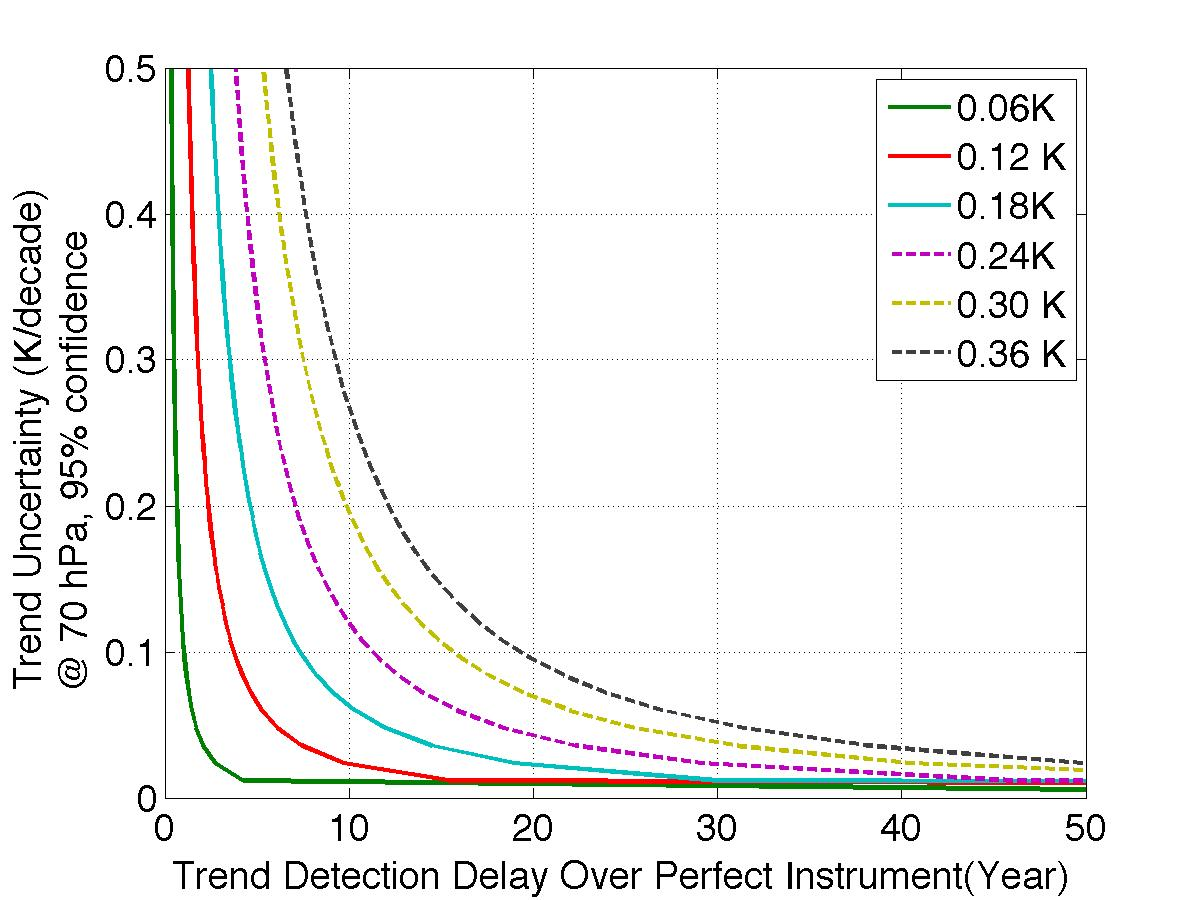 Trend Uncertainty (K/decade)
@ 70 hPa, 95% confidence
0.5
0.4
0.3
0.2
0.1
0
0 10 20 30 40 50
Trend Detection Delay Over Perfect Instrument(Year)
0.06K
0.12 K
0.18K
0.24K
0.30 K
0.36 K